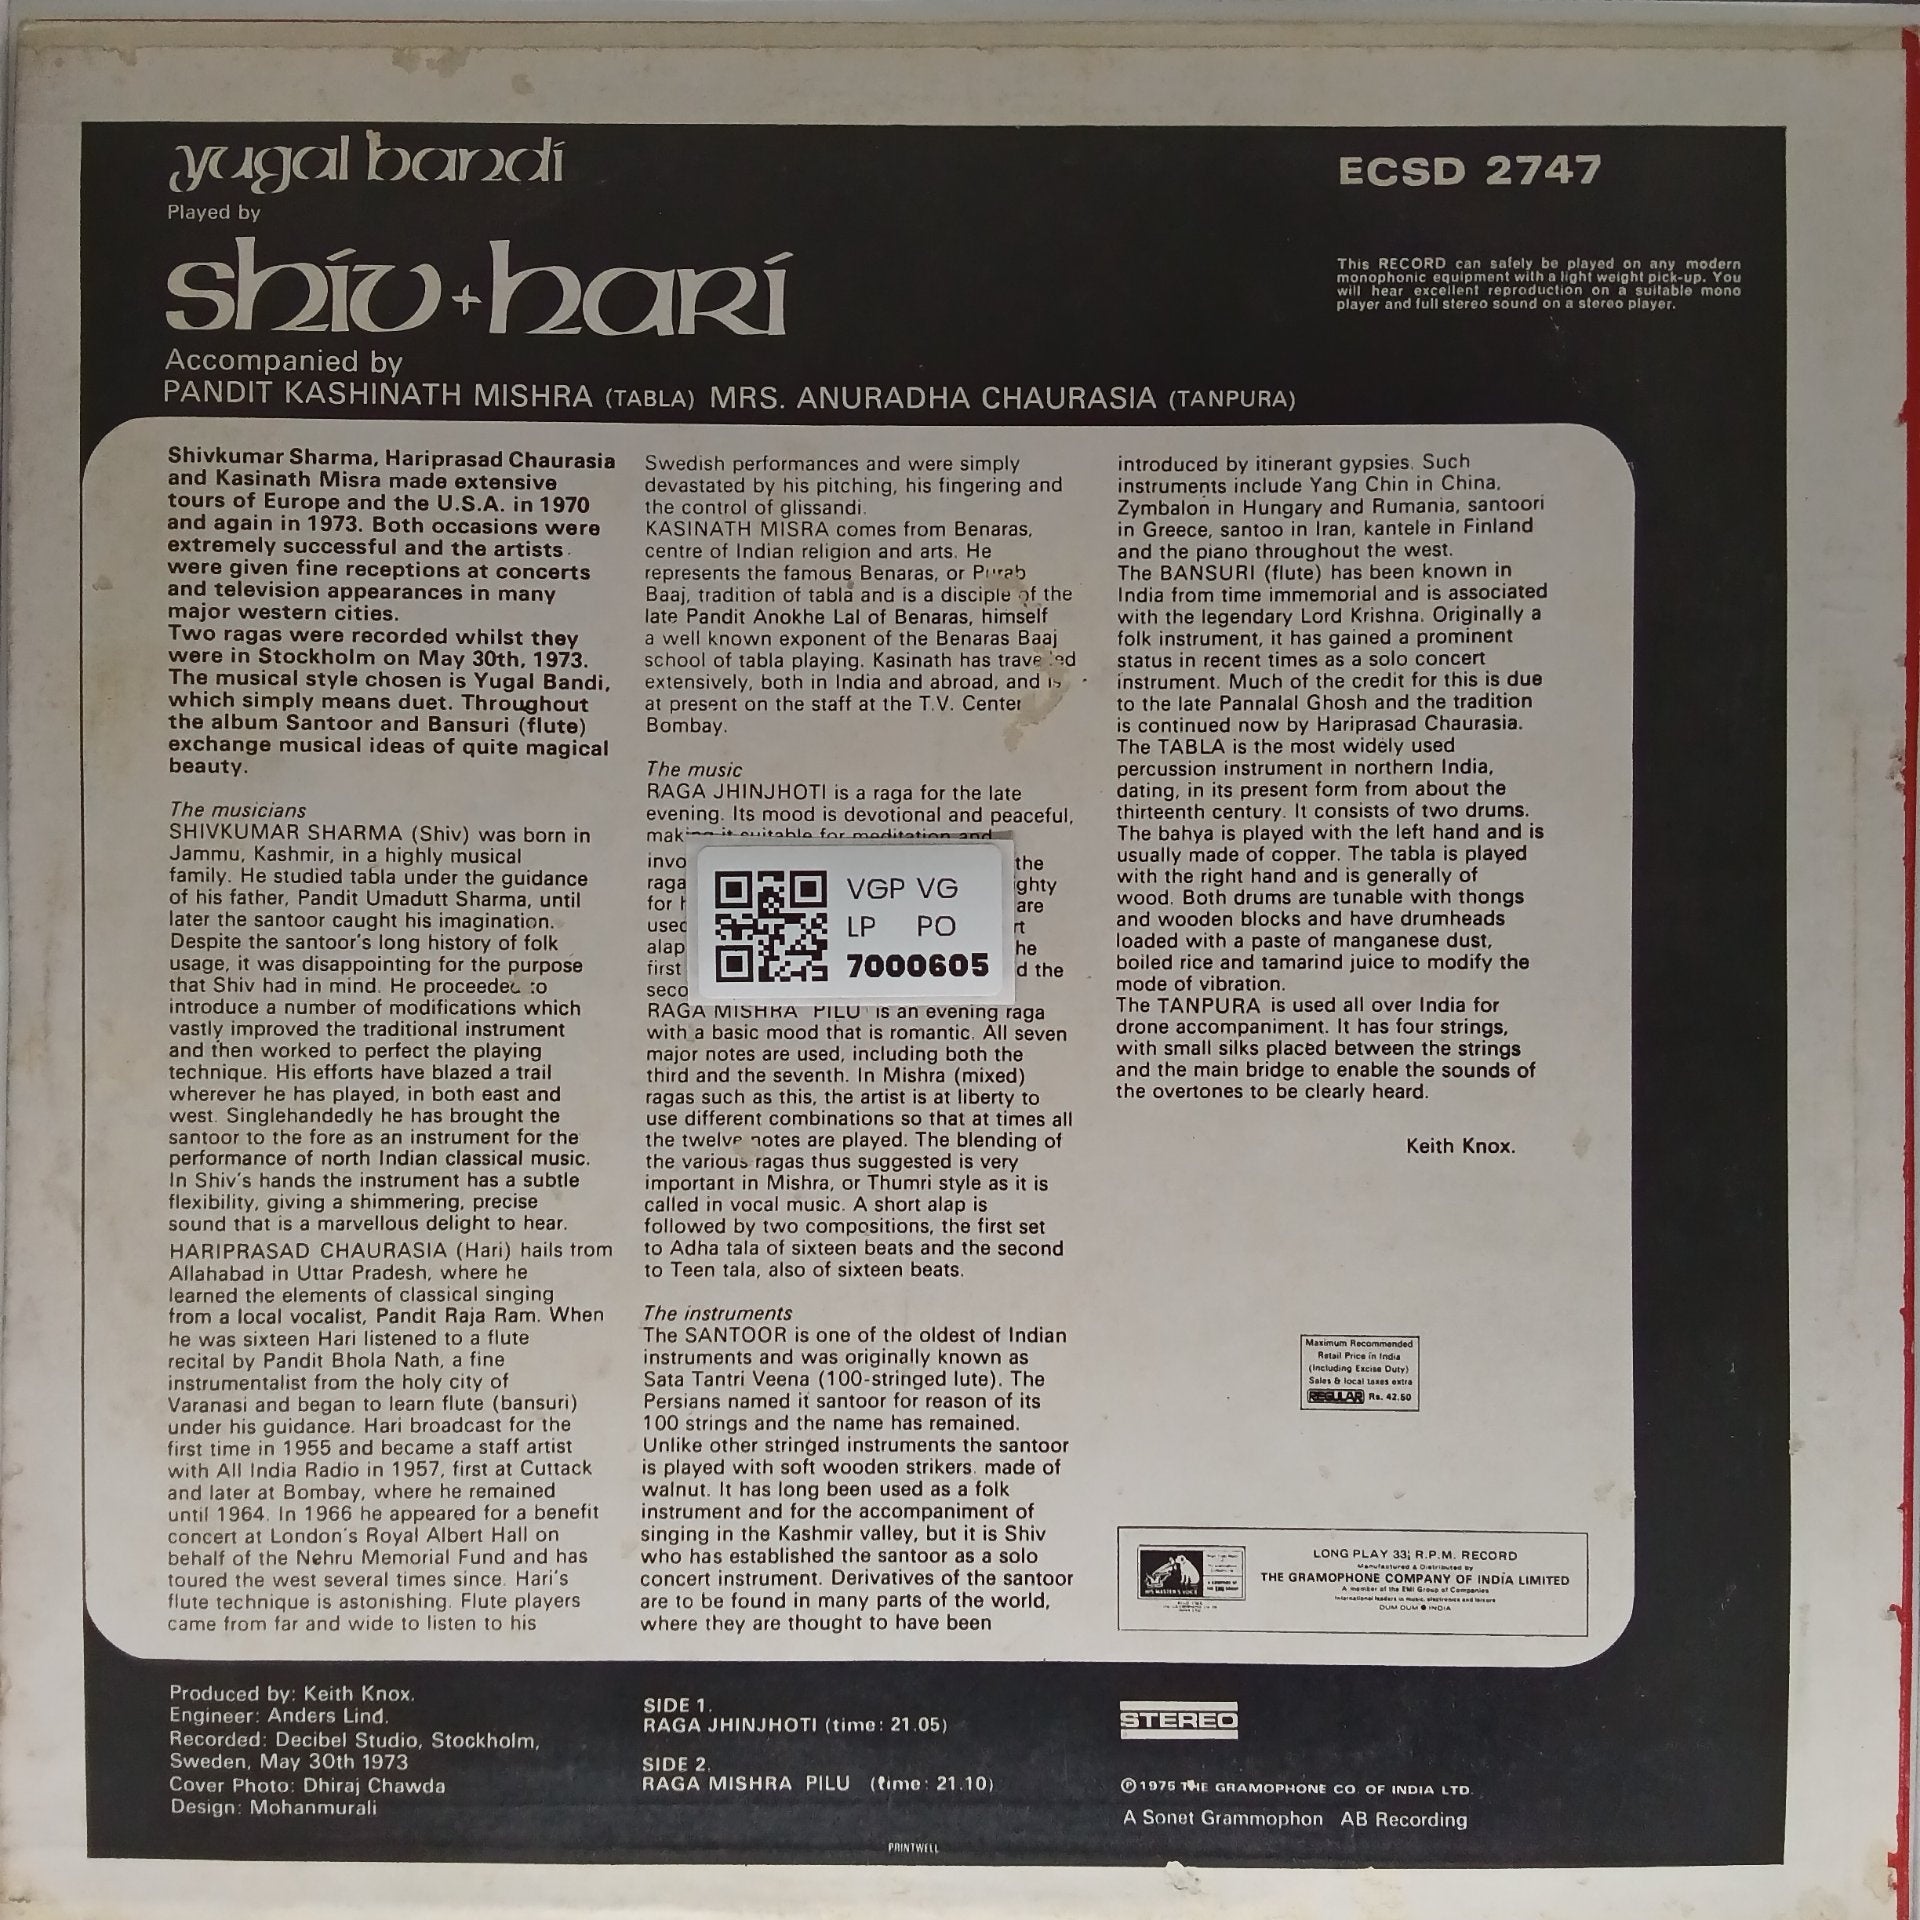 yugal bandi
Played by
shiv + hari
Accompanied by
PANDIT KASHINATH MISHRA (TABLA) MRS. ANURADHA CHAURASIA (TANPURA)
ECSD 2747
This RECORD can safely be played on any modern
monophonic equipment with a light weight pick-up. You
will hear excellent reproduction on a suitable mono
player and full stereo sound on a stereo player.
Shivkumar Sharma, Hariprasad Chaurasia
and Kasinath Misra made extensive
tours of Europe and the U.S.A. in 1970
and again in 1973. Both occasions were
extremely successful and the artists
were given fine receptions at concerts
and television appearances in many
major western cities.
Two ragas were recorded whilst they
were in Stockholm on May 30th, 1973.
The musical style chosen is Yugal Bandi,
which simply means duet. Throughout
the album Santoor and Bansuri (flute)
exchange musical ideas of quite magical
beauty.
The musicians
SHIVKUMAR SHARMA (Shiv) was born in
Jammu, Kashmir, in a highly musical
family. He studied tabla under the guidance
of his father, Pandit Umadutt Sharma, until
later the santoor caught his imagination.
Despite the santoor's long history of folk
usage, it was disappointing for the purpose
that Shiv had in mind. He proceeded to
introduce a number of modifications which
vastly improved the traditional instrument
and then worked to perfect the playing
technique. His efforts have blazed a trail
wherever he has played, in both east and
west. Singlehandedly he has brought the
santoor to the fore as an instrument for the
performance of north Indian classical music.
In Shiv's hands the instrument has a subtle
flexibility, giving a shimmering, precise
sound that is a marvellous delight to hear.
HARIPRASAD CHAURASIA (Hari) hails from
Allahabad in Uttar Pradesh, where he
learned the elements of classical singing
from a local vocalist, Pandit Raja Ram. When
he was sixteen Hari listened to a flute
recital by Pandit Bhola Nath, a fine
instrumentalist from the holy city of
Varanasi and began to learn flute (bansuri)
under his guidance. Hari broadcast for the
first time in 1955 and became a staff artist
with All India Radio in 1957, first at Cuttack
and later at Bombay, where he remained
until 1964. In 1966 he appeared for a benefit
concert at London's Royal Albert Hall on
behalf of the Nehru Memorial Fund and has
toured the west several times since. Hari's
flute technique is astonishing. Flute players
came from far and wide to listen to his
Swedish performances and were simply
devastated by his pitching, his fingering and
the control of glissandi.
KASINATH MISRA comes from Benaras,
centre of Indian religion and arts. He
represents the famous Benaras, or Purab
Baaj, tradition of tabla and is a disciple of the
late Pandit Anokhe Lal of Benaras, himself
a well known exponent of the Benaras Baaj
school of tabla playing. Kasinath has travelled
extensively, both in India and abroad, and is
at present on the staff at the T.V. Center
Bombay.
The music
RAGA JHINJHOTI is a raga for the late
evening. Its mood is devotional and peaceful,
making it suitable for meditation and
the
are
the
first d the
VGP VG
LP PO
7000605
RAGA MISHRA PILU is an evening raga
with a basic mood that is romantic. All seven
major notes are used, including both the
third and the seventh. In Mishra (mixed)
ragas such as this, the artist is at liberty to
use different combinations so that at times all
the twelve notes are played. The blending of
the various ragas thus suggested is very
important in Mishra, or Thumri style as it is
called in vocal music. A short alap is
followed by two compositions, the first set
to Adha tala of sixteen beats and the second
to Teen tala, also of sixteen beats.
The instruments
The SANTOOR is one of the oldest of Indian
instruments and was originally known as
Sata Tantri Veena (100-stringed lute). The
Persians named it santoor for reason of its
100 strings and the name has remained.
Unlike other stringed instruments the santoor
is played with soft wooden strikers, made of
walnut. It has long been used as a folk
instrument and for the accompaniment of
singing in the Kashmir valley, but it is Shiv
who has established the santoor as a solo
concert instrument. Derivatives of the santoor
are to be found in many parts of the world,
where they are thought to have been
introduced by itinerant gypsies. Such
instruments include Yang Chin in China,
Zymbalon in Hungary and Rumania, santoori
in Greece, santoo in Iran, kantele in Finland
and the piano throughout the west.
The BANSURI (flute) has been known in
India from time immemorial and is associated
with the legendary Lord Krishna. Originally a
folk instrument, it has gained a prominent
status in recent times as a solo concert
instrument. Much of the credit for this is due
to the late Pannalal Ghosh and the tradition
is continued now by Hariprasad Chaurasia.
The TABLA is the most widely used
percussion instrument in northern India,
dating, in its present form from about the
thirteenth century. It consists of two drums.
The bahya is played with the left hand and is
usually made of copper. The tabla is played
with the right hand and is generally of
wood. Both drums are tunable with thongs
and wooden blocks and have drumheads
loaded with a paste of manganese dust,
boiled rice and tamarind juice to modify the
mode of vibration.
The TANPURA is used all over India for
drone accompaniment. It has four strings,
with small silks placed between the strings
and the main bridge to enable the sounds of
the overtones to be clearly heard.
Keith Knox.
Maximum Recommended
Retail Price in India
(Including Excise Duty)
Sales & local taxes extra
REGULAR Rs. 42.50
HIS MASTER'S VOICE
LONG PLAY 33⅓ R.P.M. RECORD
Manufactured & Distributed by
THE GRAMOPHONE COMPANY OF INDIA LIMITED
A member of the EMI Group of Companies
International leaders in music, electronics and leisure
DUM DUM ● INDIA
Produced by: Keith Knox.
Engineer: Anders Lind.
Recorded: Decibel Studio, Stockholm,
Sweden, May 30th 1973
Cover Photo: Dhiraj Chawda
Design: Mohanmurali
SIDE 1.
RAGA JHINJHOTI (time: 21.05)
SIDE 2.
RAGA MISHRA PILU (time: 21.10)
STEREO
℗ 1975 THE GRAMOPHONE CO. OF INDIA LTD.
A Sonet Grammophon AB Recording
PRINTWELL